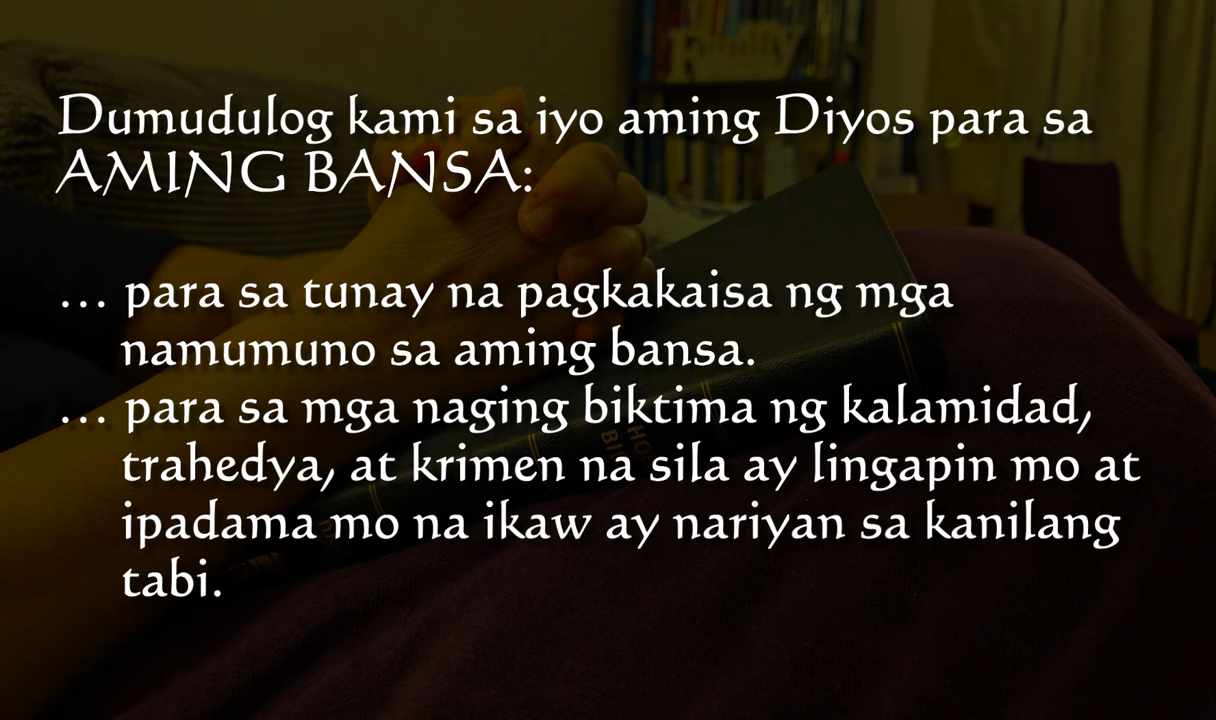 Family
Dumudulog kami sa iyo aming Diyos para sa
AMING BANSA:
... para sa tunay na pagkakaisa ng mga
namumuno sa aming bansa.
... para sa mga naging biktima ng kalamidad,
trahedya, at krimen na sila ay lingapin mo at
ipadama mo na ikaw ay nariyan sa kanilang
tabi.